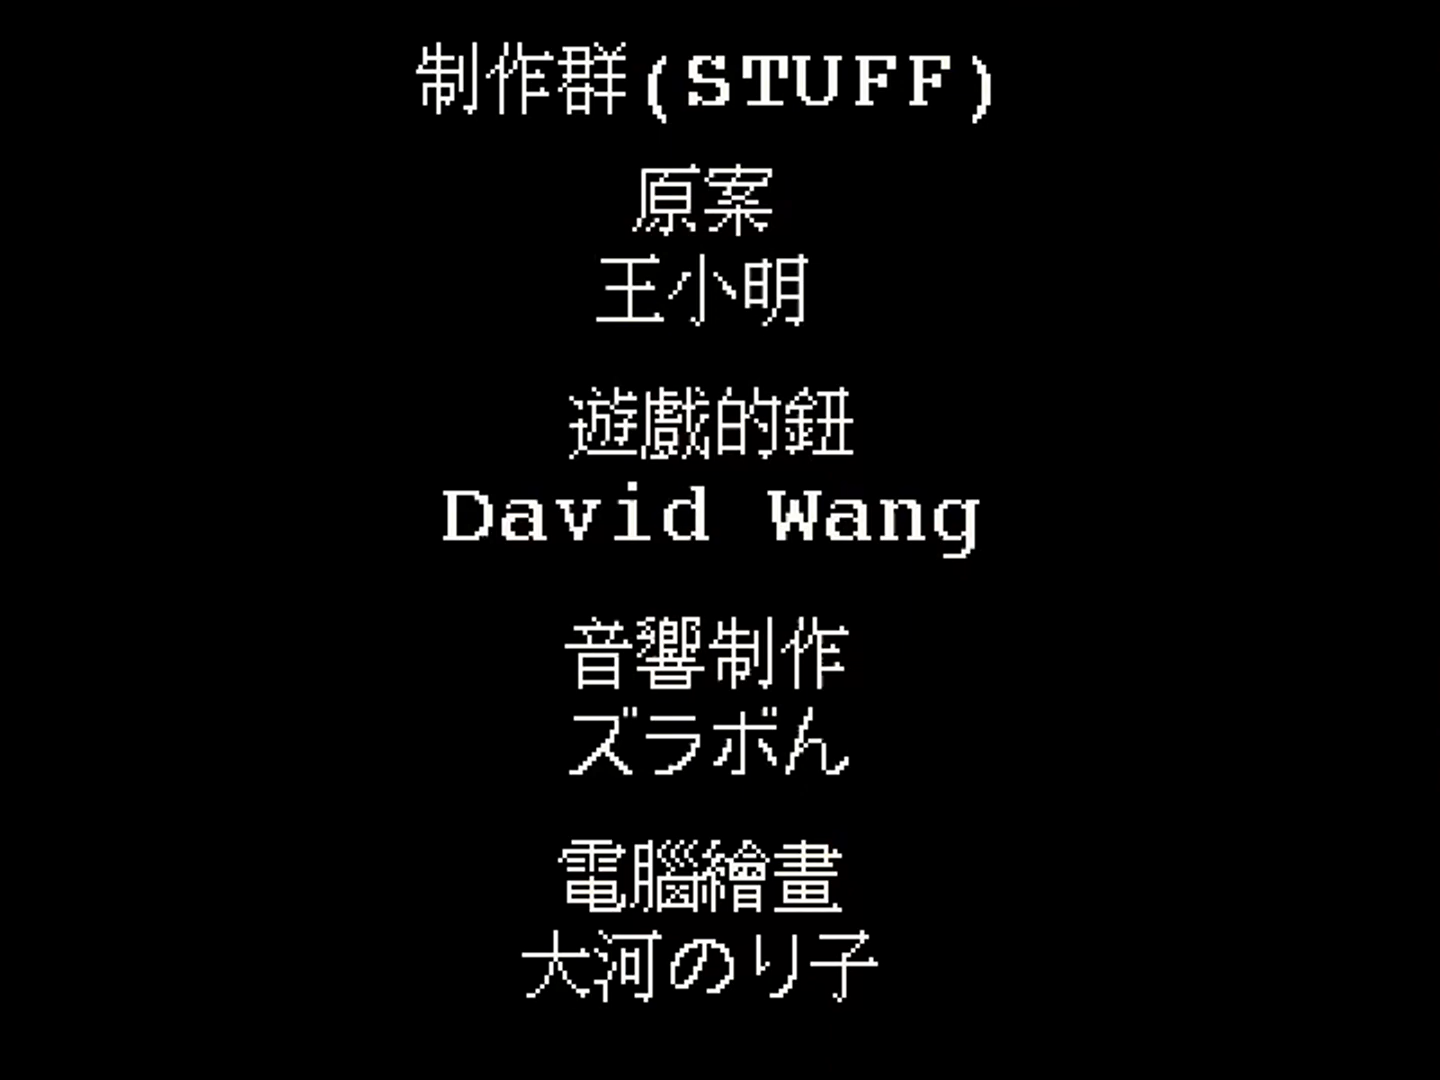 制作群(STUFF)
原案
王小明
遊戲的鈕
David Wang
音響制作
ズラボん
電腦繪畫
大河のり子